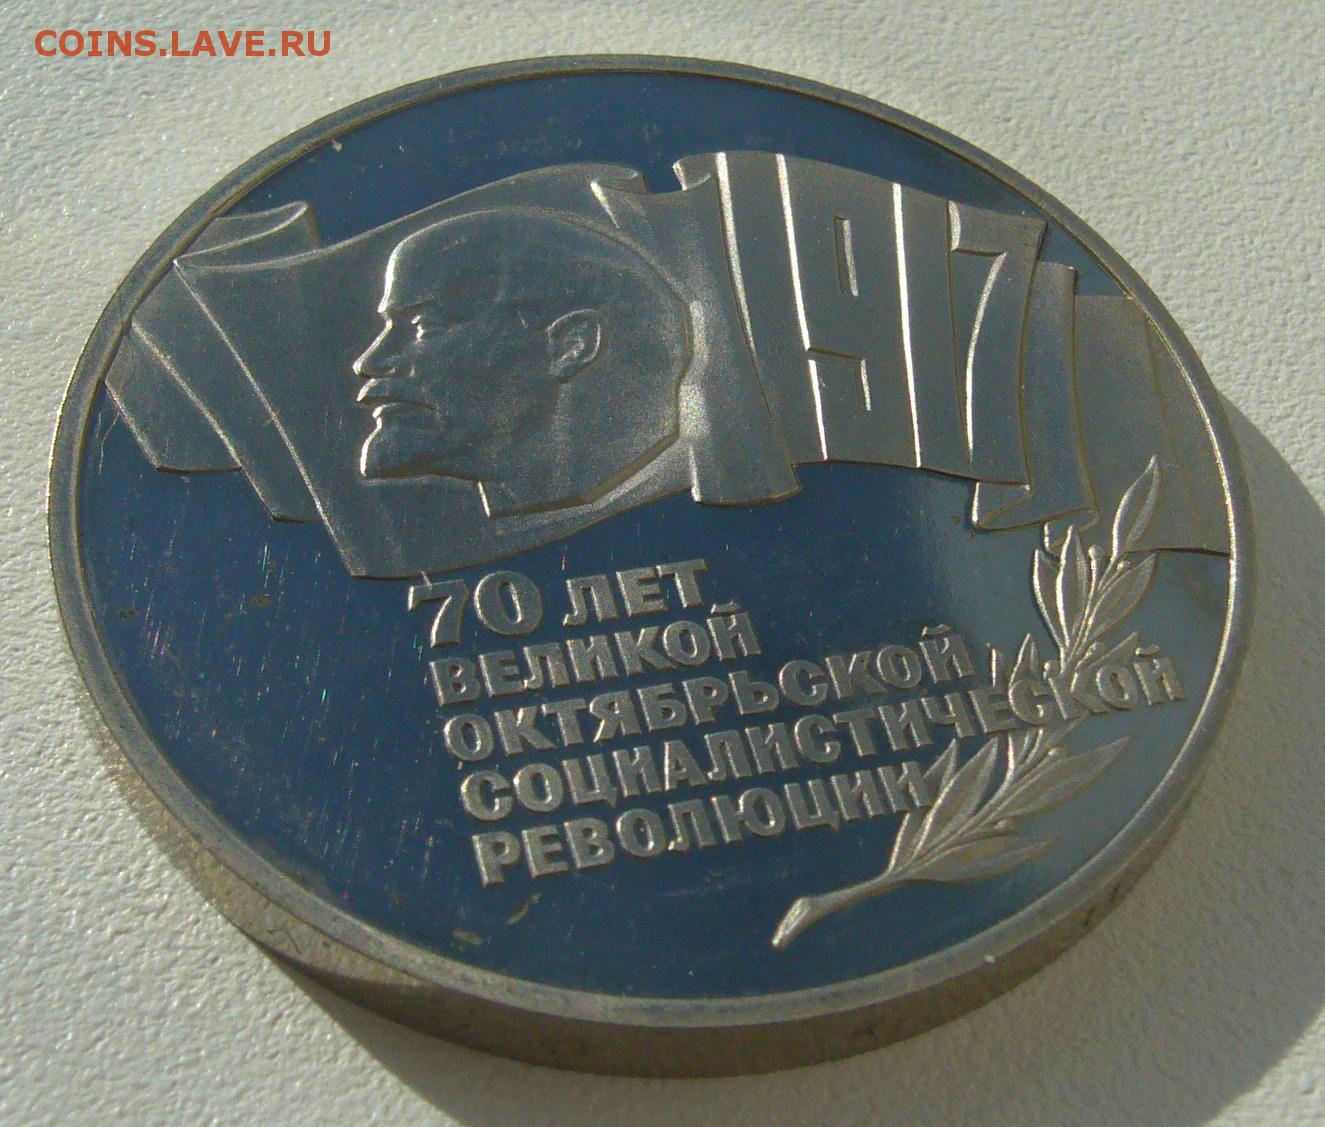 COINS.LAVE.RU
1917
70 ЛЕТ
ВЕЛИКОЙ
ОКТЯБРЬСКОЙ
СОЦИАЛИСТИЧЕСКОЙ
РЕВОЛЮЦИИ